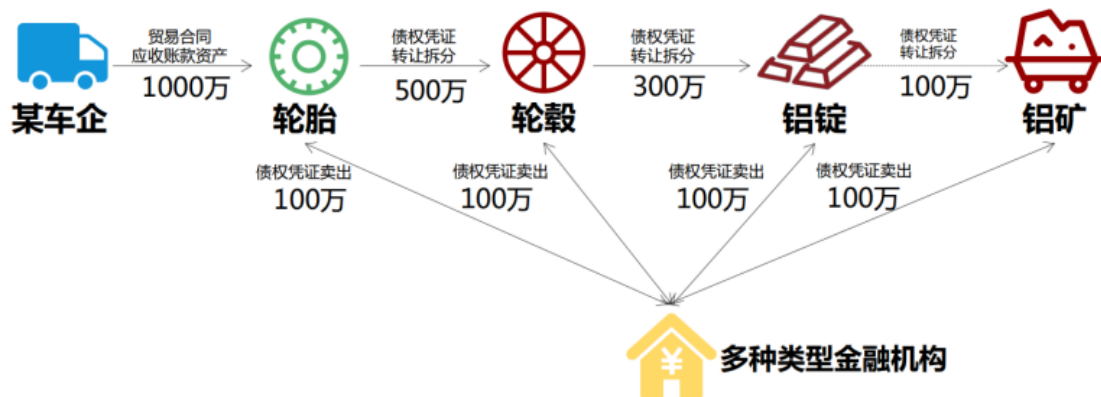 贸易合同
应收账款资产
1000万
债权凭证
转让拆分
500万
债权凭证
转让拆分
300万
债权凭证
转让拆分
100万
某车企
轮胎
轮毂
铝锭
铝矿
债权凭证卖出
100万
债权凭证卖出
100万
债权凭证卖出
100万
债权凭证卖出
100万
¥
多种类型金融机构